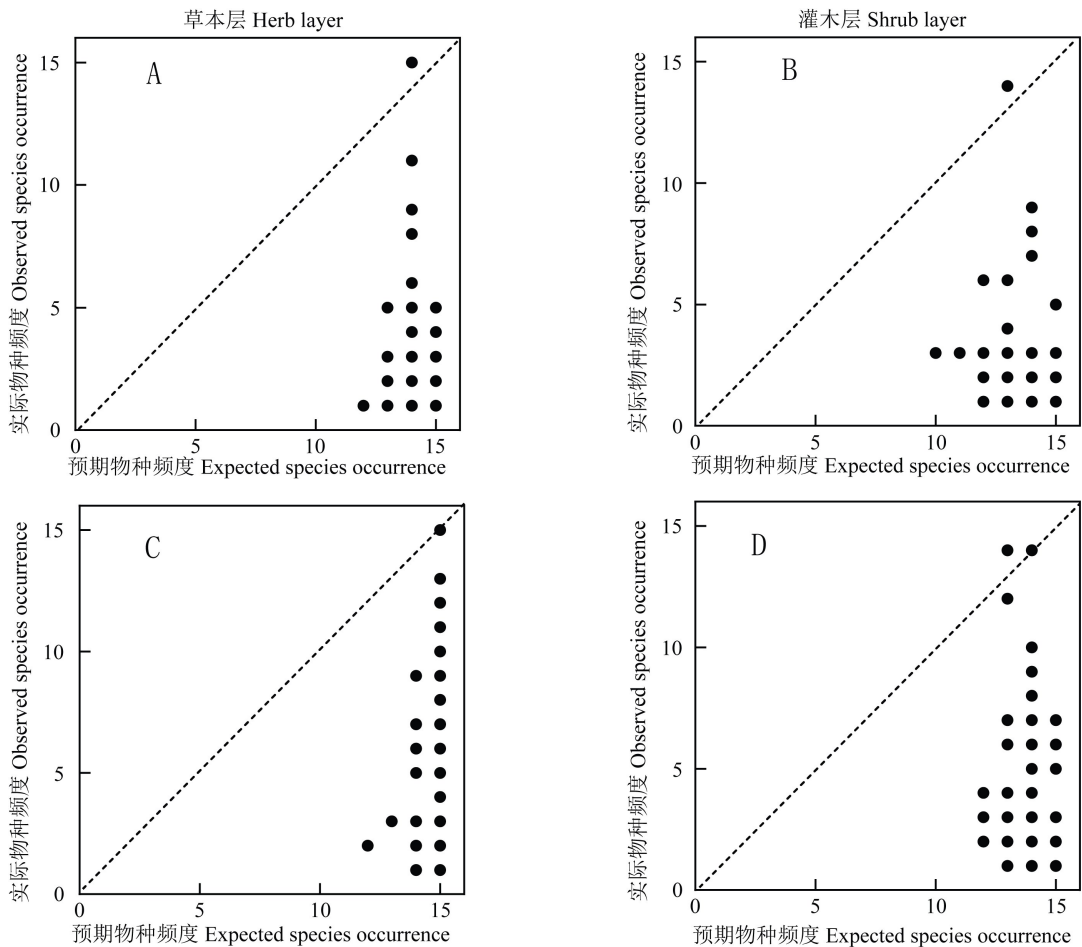 草本层 Herb layer
灌木层 Shrub layer
A
实际物种频度 Observed species occurrence
15
10
5
0
0 5 10 15
预期物种频度 Expected species occurrence
B
实际物种频度 Observed species occurrence
15
10
5
0
0 5 10 15
预期物种频度 Expected species occurrence
C
实际物种频度 Observed species occurrence
15
10
5
0
0 5 10 15
预期物种频度 Expected species occurrence
D
实际物种频度 Observed species occurrence
15
10
5
0
0 5 10 15
预期物种频度 Expected species occurrence